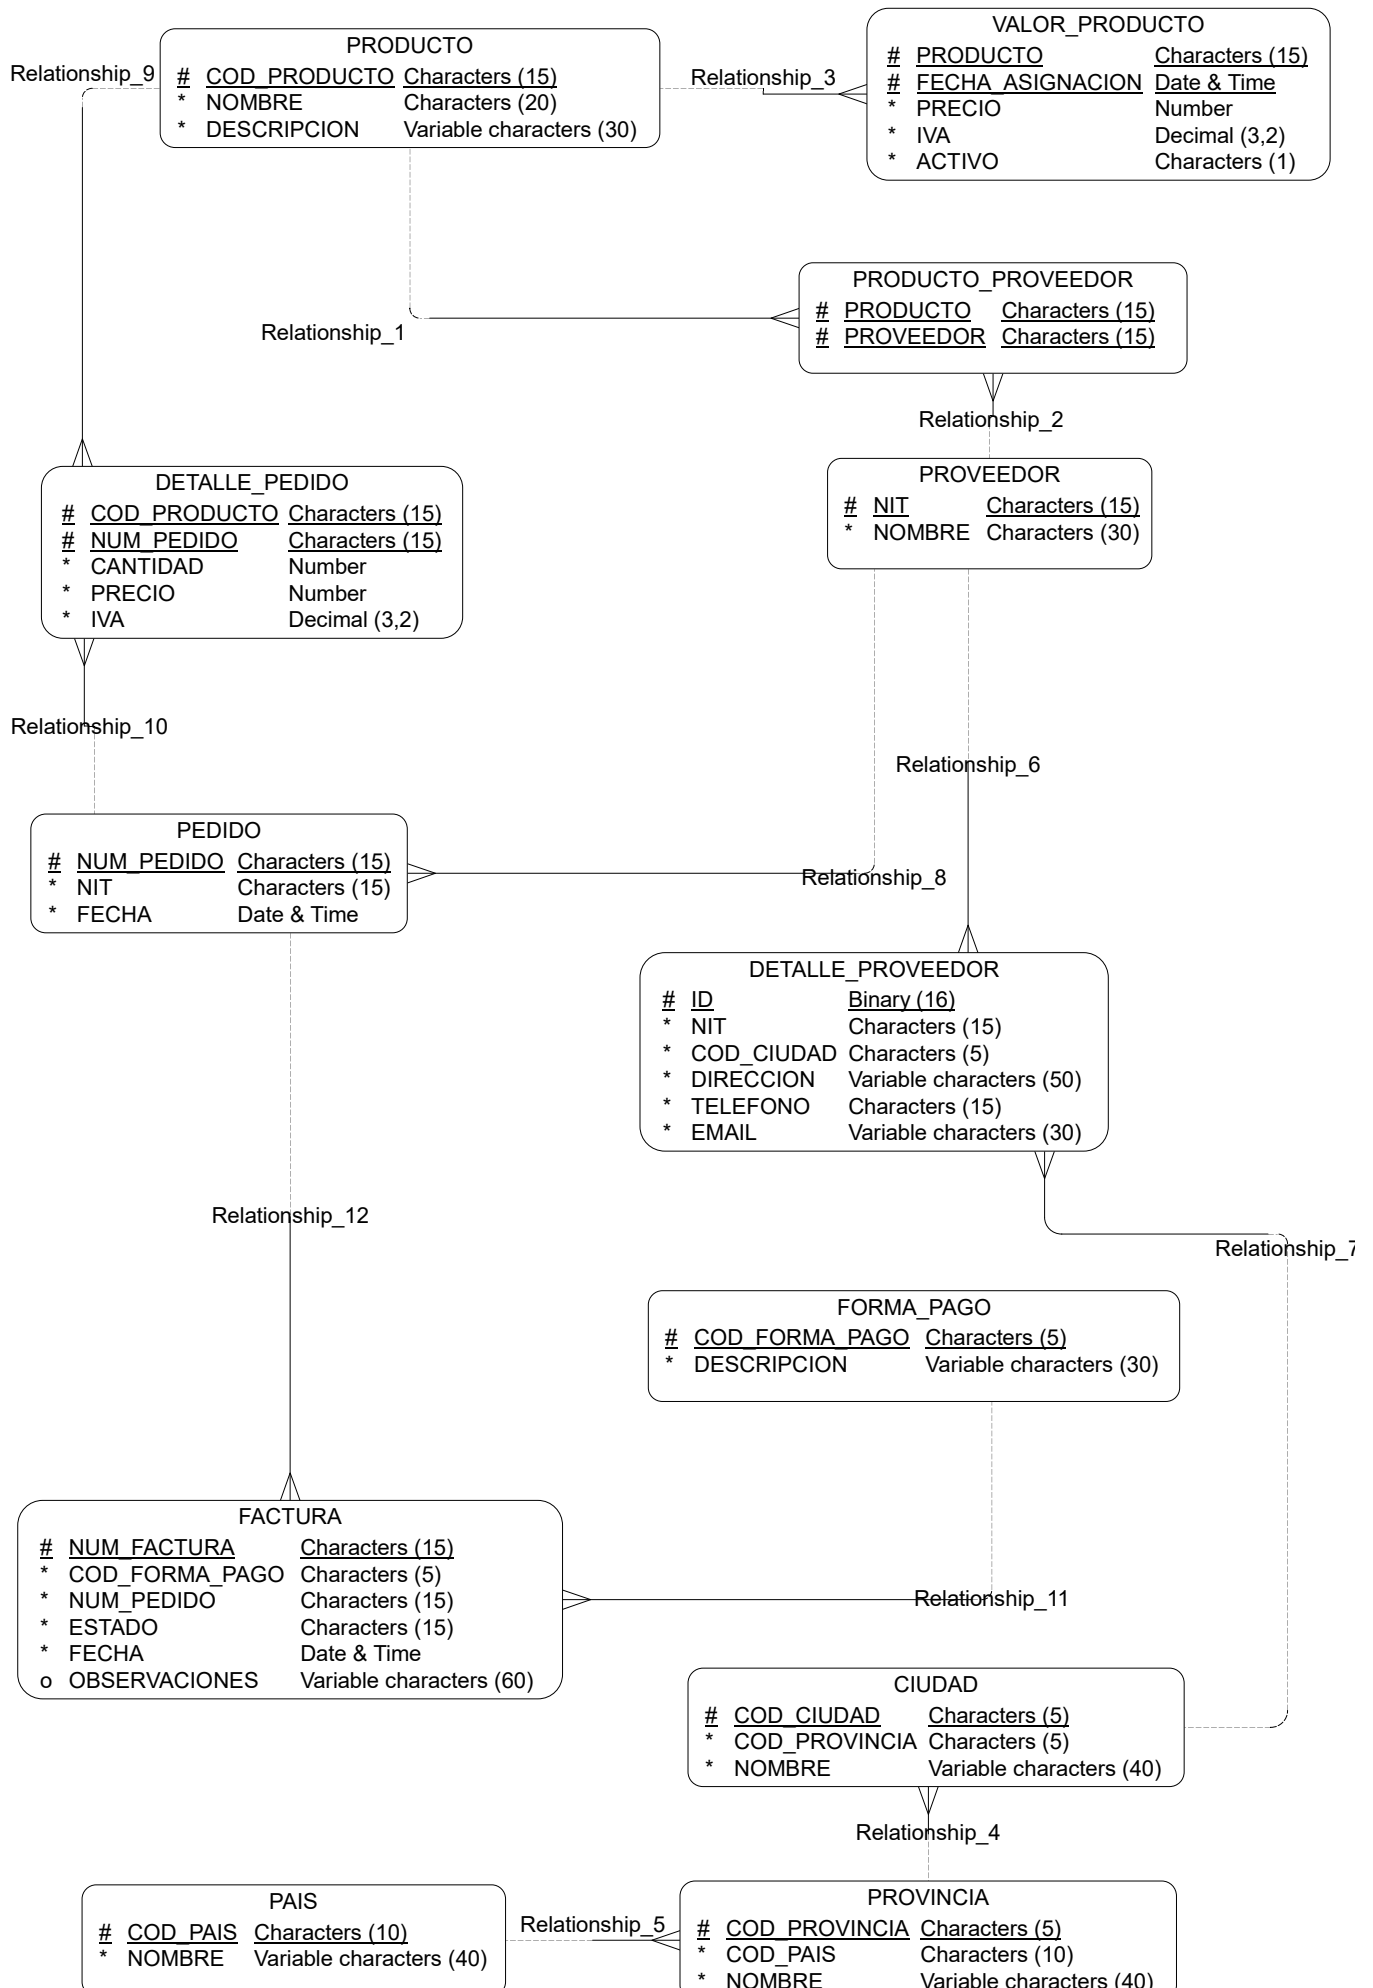 VALOR_PRODUCTO
# PRODUCTO Characters (15)
# FECHA_ASIGNACION Date & Time
* PRECIO Number
* IVA Decimal (3,2)
* ACTIVO Characters (1)
PRODUCTO
# COD_PRODUCTO Characters (15)
* NOMBRE Characters (20)
* DESCRIPCION Variable characters (30)
Relationship_9
Relationship_3
PRODUCTO_PROVEEDOR
# PRODUCTO Characters (15)
# PROVEEDOR Characters (15)
Relationship_1
Relationship_2
PROVEEDOR
# NIT Characters (15)
* NOMBRE Characters (30)
DETALLE_PEDIDO
# COD_PRODUCTO Characters (15)
# NUM_PEDIDO Characters (15)
* CANTIDAD Number
* PRECIO Number
* IVA Decimal (3,2)
Relationship_10
Relationship_6
PEDIDO
# NUM_PEDIDO Characters (15)
* NIT Characters (15)
* FECHA Date & Time
Relationship_8
DETALLE_PROVEEDOR
# ID Binary (16)
* NIT Characters (15)
* COD_CIUDAD Characters (5)
* DIRECCION Variable characters (50)
* TELEFONO Characters (15)
* EMAIL Variable characters (30)
Relationship_12
Relationship_7
FORMA_PAGO
# COD_FORMA_PAGO Characters (5)
* DESCRIPCION Variable characters (30)
FACTURA
# NUM_FACTURA Characters (15)
* COD_FORMA_PAGO Characters (5)
* NUM_PEDIDO Characters (15)
* ESTADO Characters (15)
* FECHA Date & Time
o OBSERVACIONES Variable characters (60)
Relationship_11
CIUDAD
# COD_CIUDAD Characters (5)
* COD_PROVINCIA Characters (5)
* NOMBRE Variable characters (40)
Relationship_4
PAIS
# COD_PAIS Characters (10)
* NOMBRE Variable characters (40)
Relationship_5
PROVINCIA
# COD_PROVINCIA Characters (5)
* COD_PAIS Characters (10)
* NOMBRE Variable characters (40)